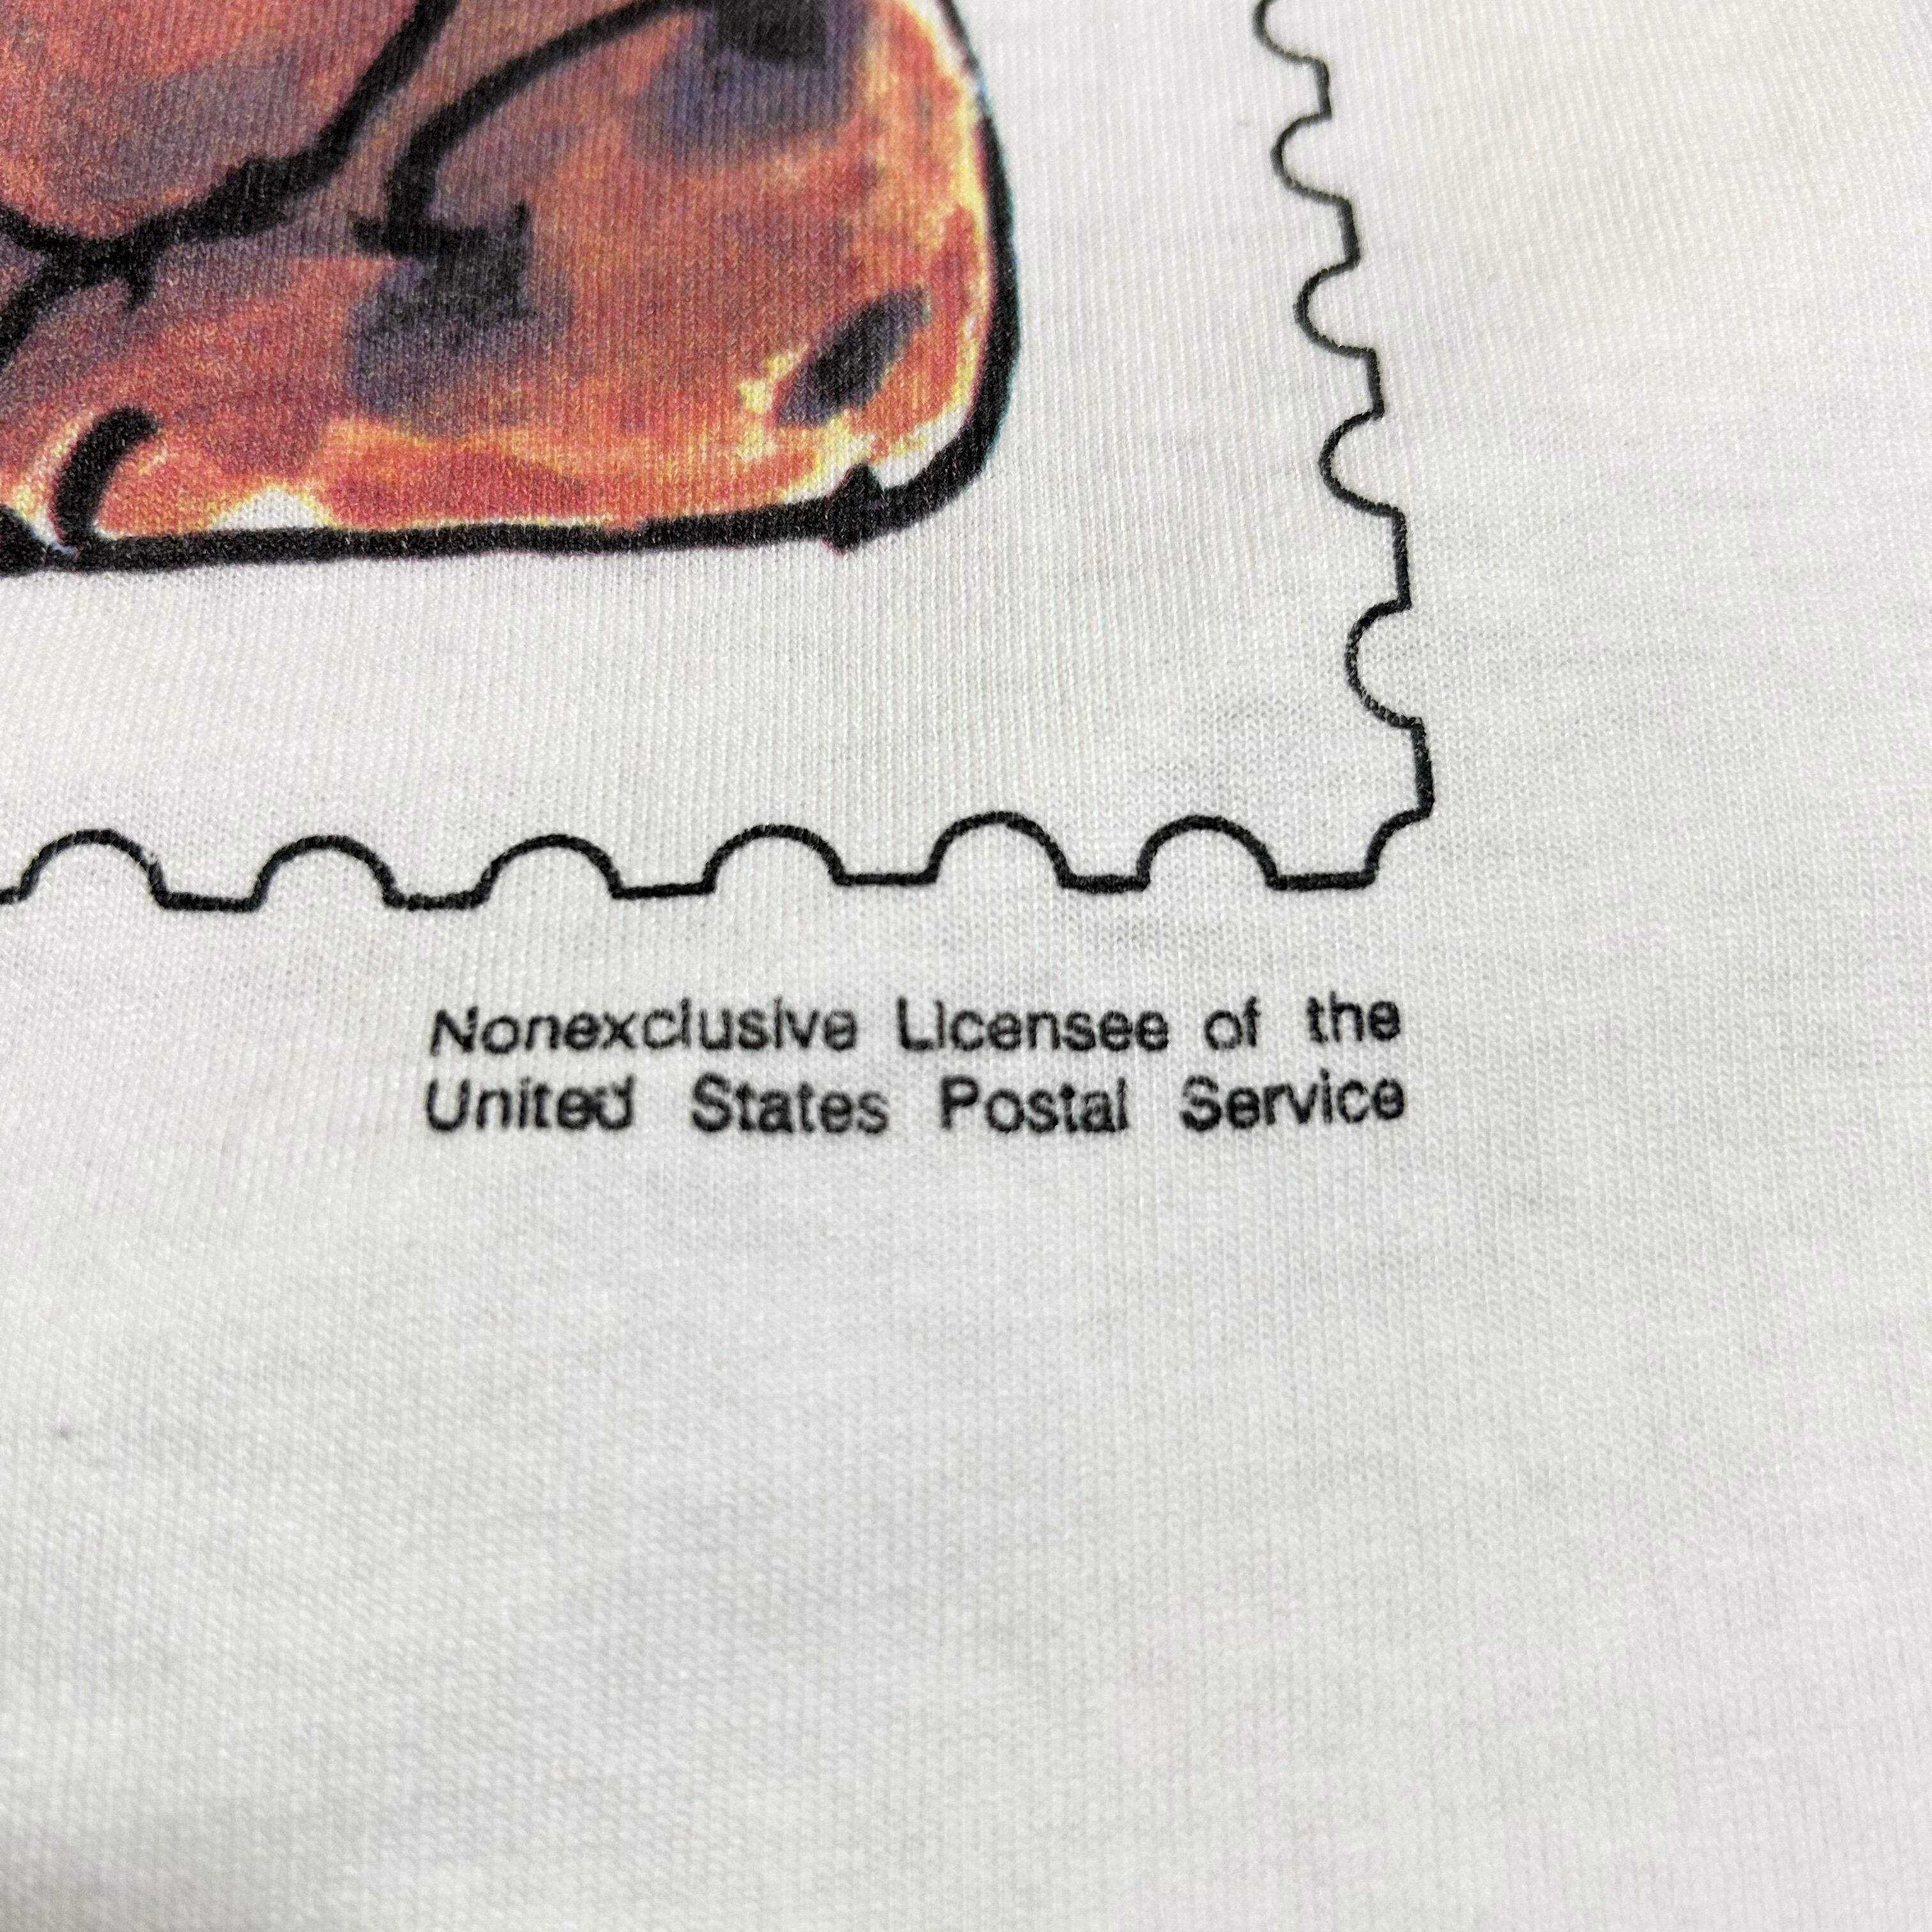 Nonexclusive Licensee of the
United States Postal Service